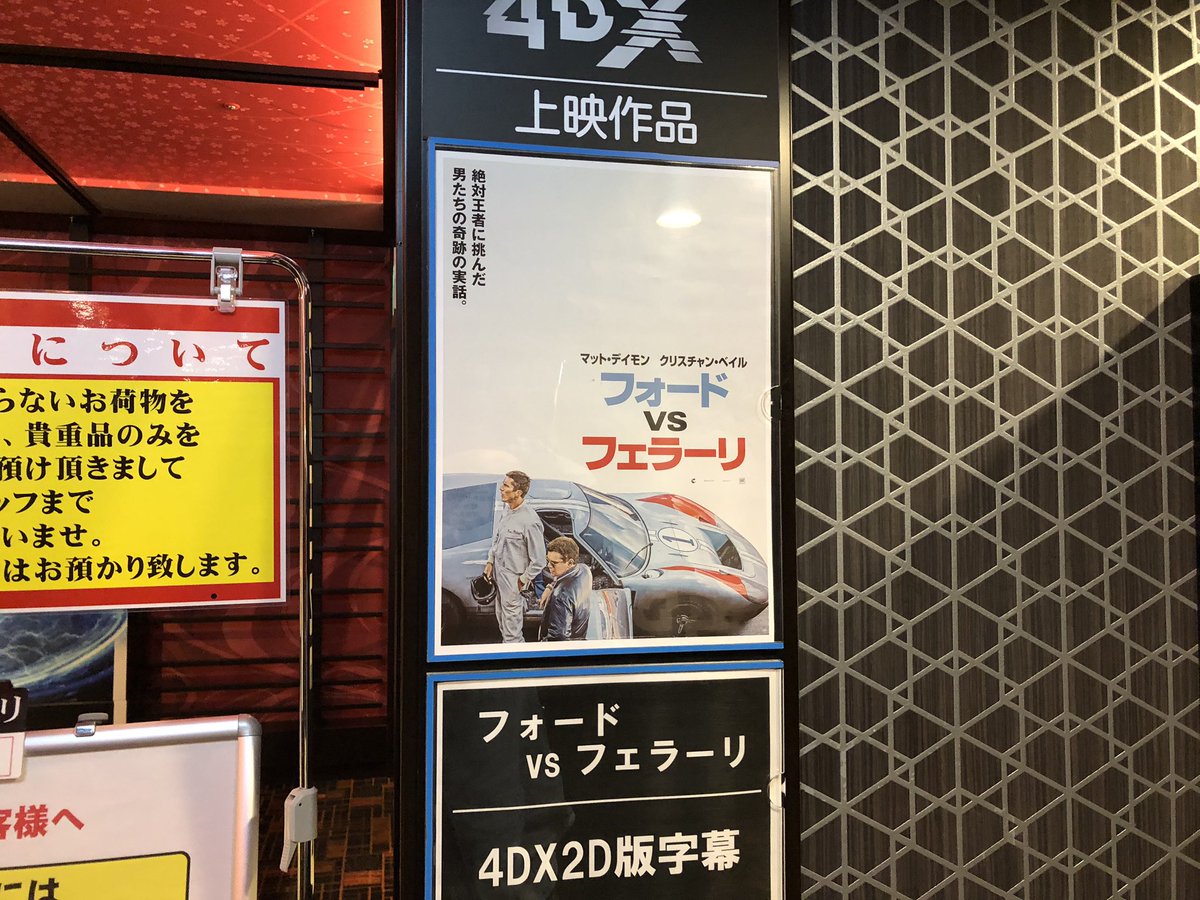 4DX
上映作品
絶対王者に挑んだ
男たちの奇跡の実話。
マット・デイモン クリスチャン・ベイル
フォード
VS
フェラーリ
フォード
vs フェラーリ
4DX2D版字幕
について
らないお荷物を
、貴重品のみを
預け頂きまして
ッフまで
いませ。
はお預かり致します。
リ
客様へ
には